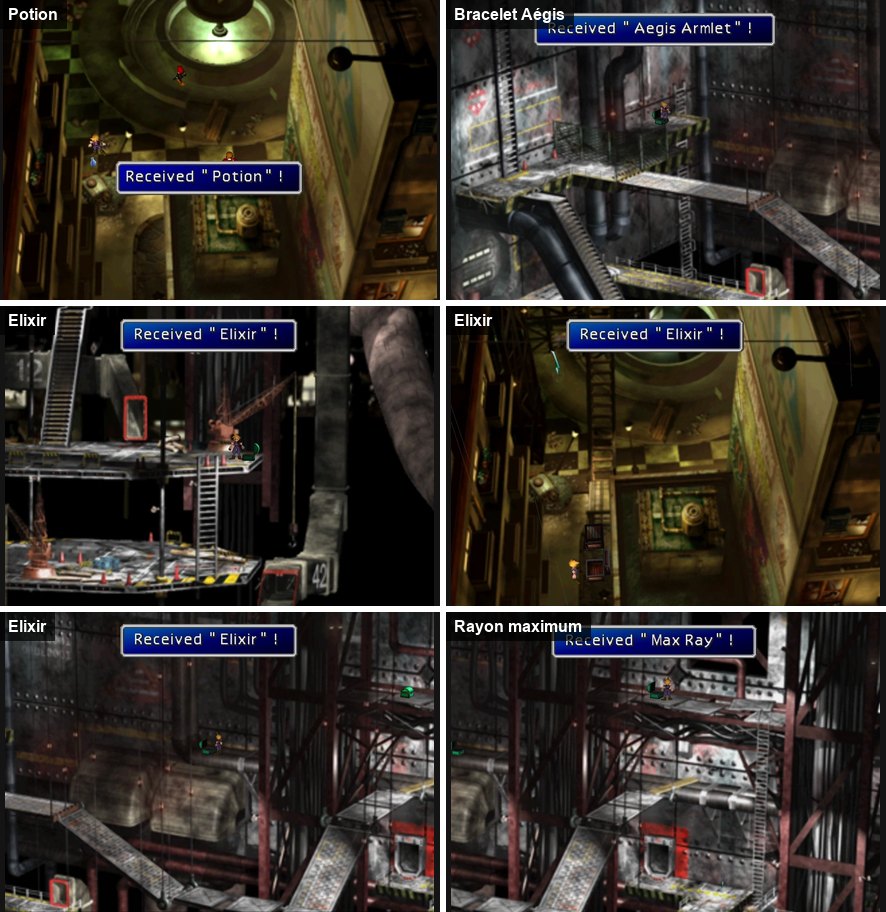 Potion
Received "Potion" !
Bracelet Aégis
Received "Aegis Armlet" !
Elixir
Received "Elixir" !
42
Elixir
Received "Elixir" !
Elixir
Received "Elixir" !
Rayon maximum
Received "Max Ray" !